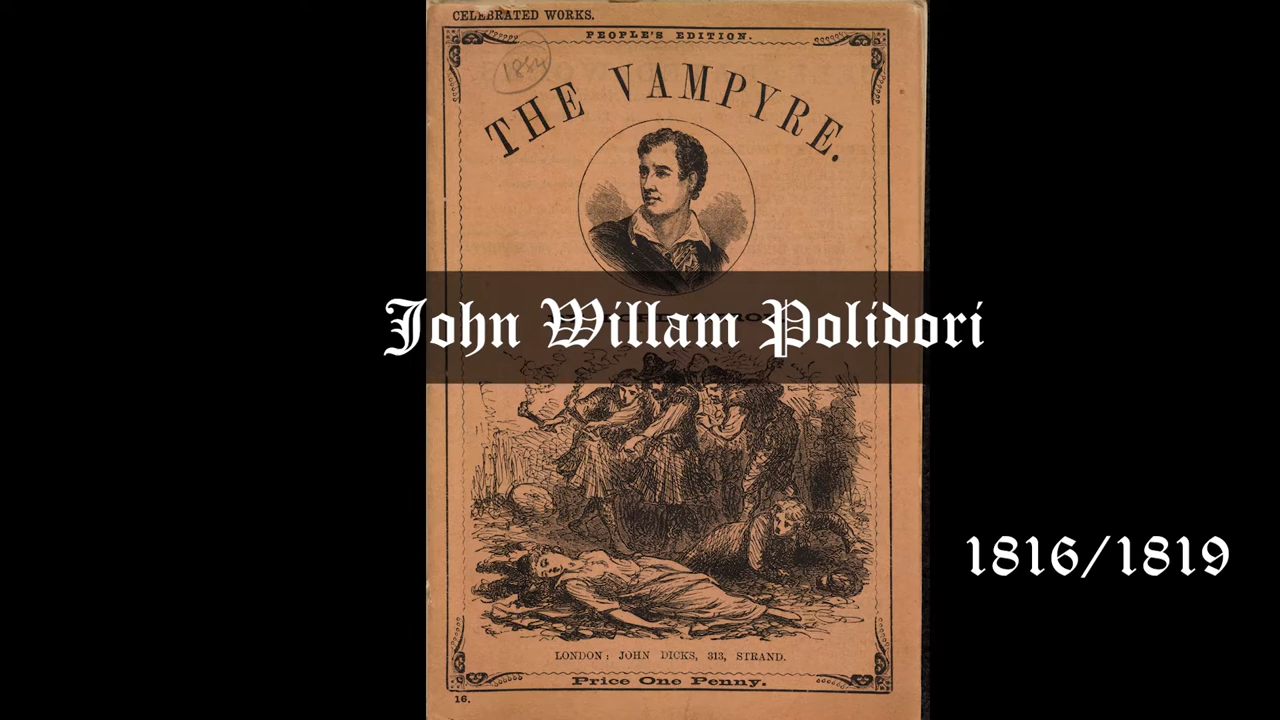 CELEBRATED WORKS.
PEOPLE'S EDITION.
1884
THE VAMPYRE.
John Willam Polidori
1816/1819
LONDON: JOHN DICKS, 313, STRAND.
Price One Penny.
16.